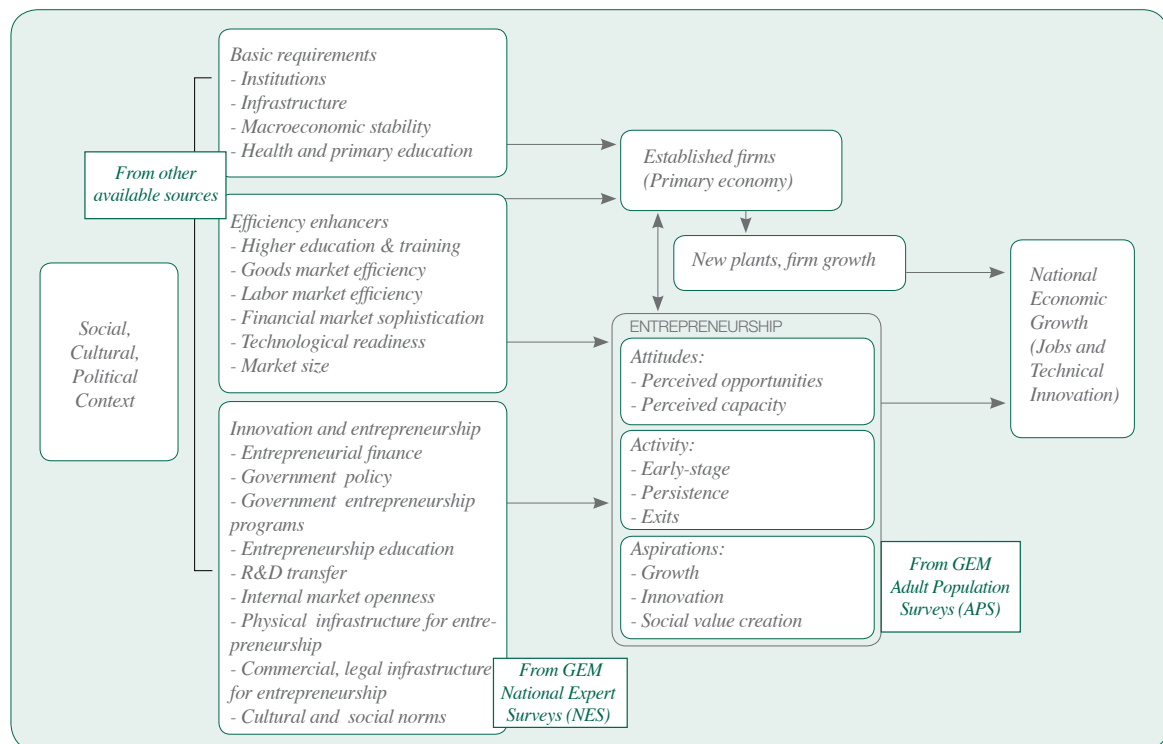 Basic requirements
- Institutions
- Infrastructure
- Macroeconomic stability
- Health and primary education
From other
available sources
Efficiency enhancers
- Higher education & training
- Goods market efficiency
- Labor market efficiency
- Financial market sophistication
- Technological readiness
- Market size
Social,
Cultural,
Political
Context
Innovation and entrepreneurship
- Entrepreneurial finance
- Government policy
- Government entrepreneurship
programs
- Entrepreneurship education
- R&D transfer
- Internal market openness
- Physical infrastructure for entre-
preneurship
- Commercial, legal infrastructure
for entrepreneurship
- Cultural and social norms
From GEM
National Expert
Surveys (NES)
Established firms
(Primary economy)
New plants, firm growth
ENTREPRENEURSHIP
Attitudes:
- Perceived opportunities
- Perceived capacity
Activity:
- Early-stage
- Persistence
- Exits
Aspirations:
- Growth
- Innovation
- Social value creation
From GEM
Adult Population
Surveys (APS)
National
Economic
Growth
(Jobs and
Technical
Innovation)